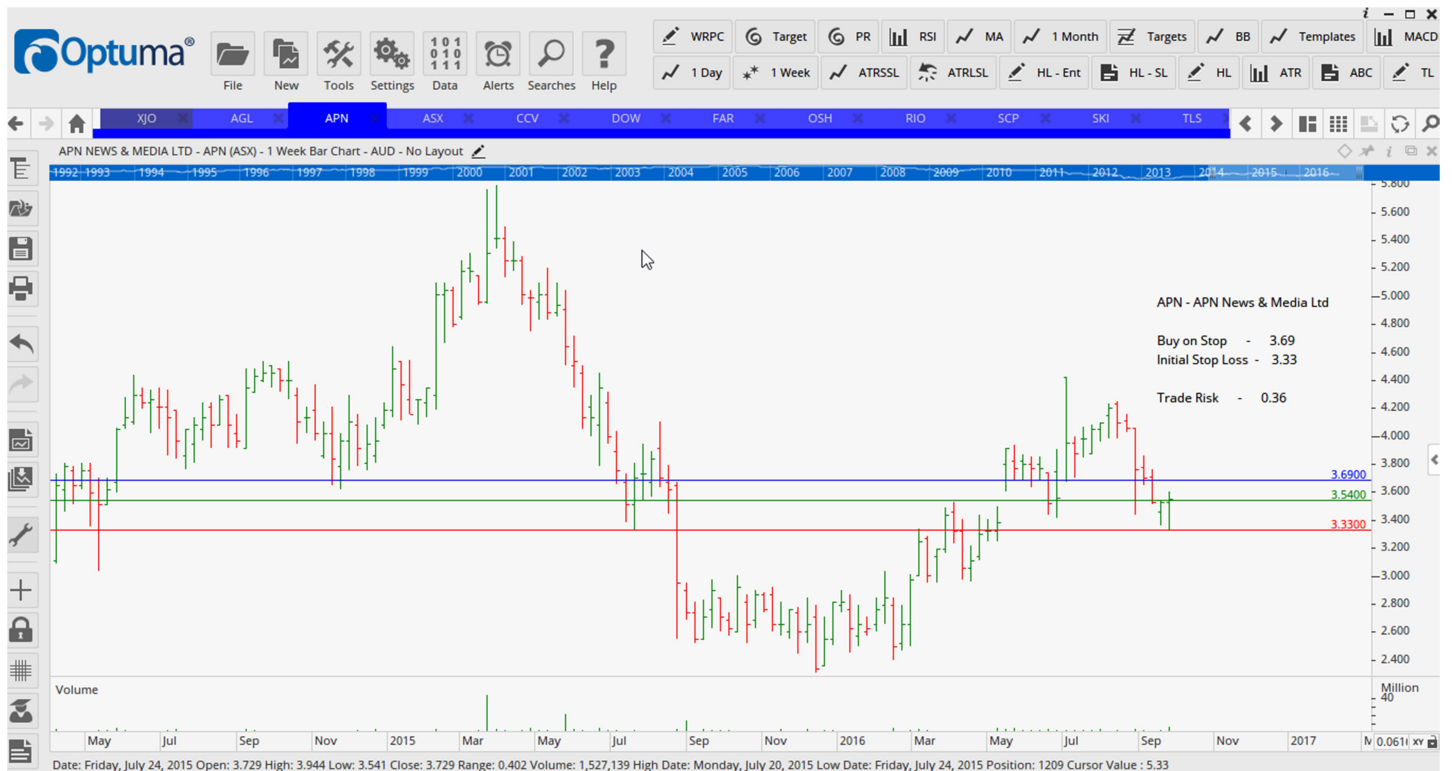 Optuma®
File New Tools Settings Data Alerts Searches Help
WRPC Target PR RSI MA 1 Month Targets BB Templates MACD
1 Day 1 Week ATRSSL ATRLSL HL - Ent HL - SL HL ATR ABC TL
XJO AGL APN ASX CCV DOW FAR OSH RIO SCP SKI TLS
APN NEWS & MEDIA LTD - APN (ASX) - 1 Week Bar Chart - AUD - No Layout
1992 1993 1994 1995 1996 1997 1998 1999 2000 2001 2002 2003 2004 2005 2006 2007 2008 2009 2010 2011 2012 2013 2014 2015 2016
5.800
5.600
5.400
5.200
5.000
APN - APN News & Media Ltd
4.800
Buy on Stop - 3.69
4.600
Initial Stop Loss - 3.33
4.400
Trade Risk - 0.36
4.200
4.000
3.800
3.6900
3.600
3.5400
3.400
3.3300
3.200
3.000
2.800
2.600
2.400
Volume
Million
40
May Jul Sep Nov 2015 Mar May Jul Sep Nov 2016 Mar May Jul Sep Nov 2017 XY
Date: Friday, July 24, 2015 Open: 3.729 High: 3.944 Low: 3.541 Close: 3.729 Range: 0.402 Volume: 1,527,139 High Date: Monday, July 20, 2015 Low Date: Friday, July 24, 2015 Position: 1209 Cursor Value : 5.33